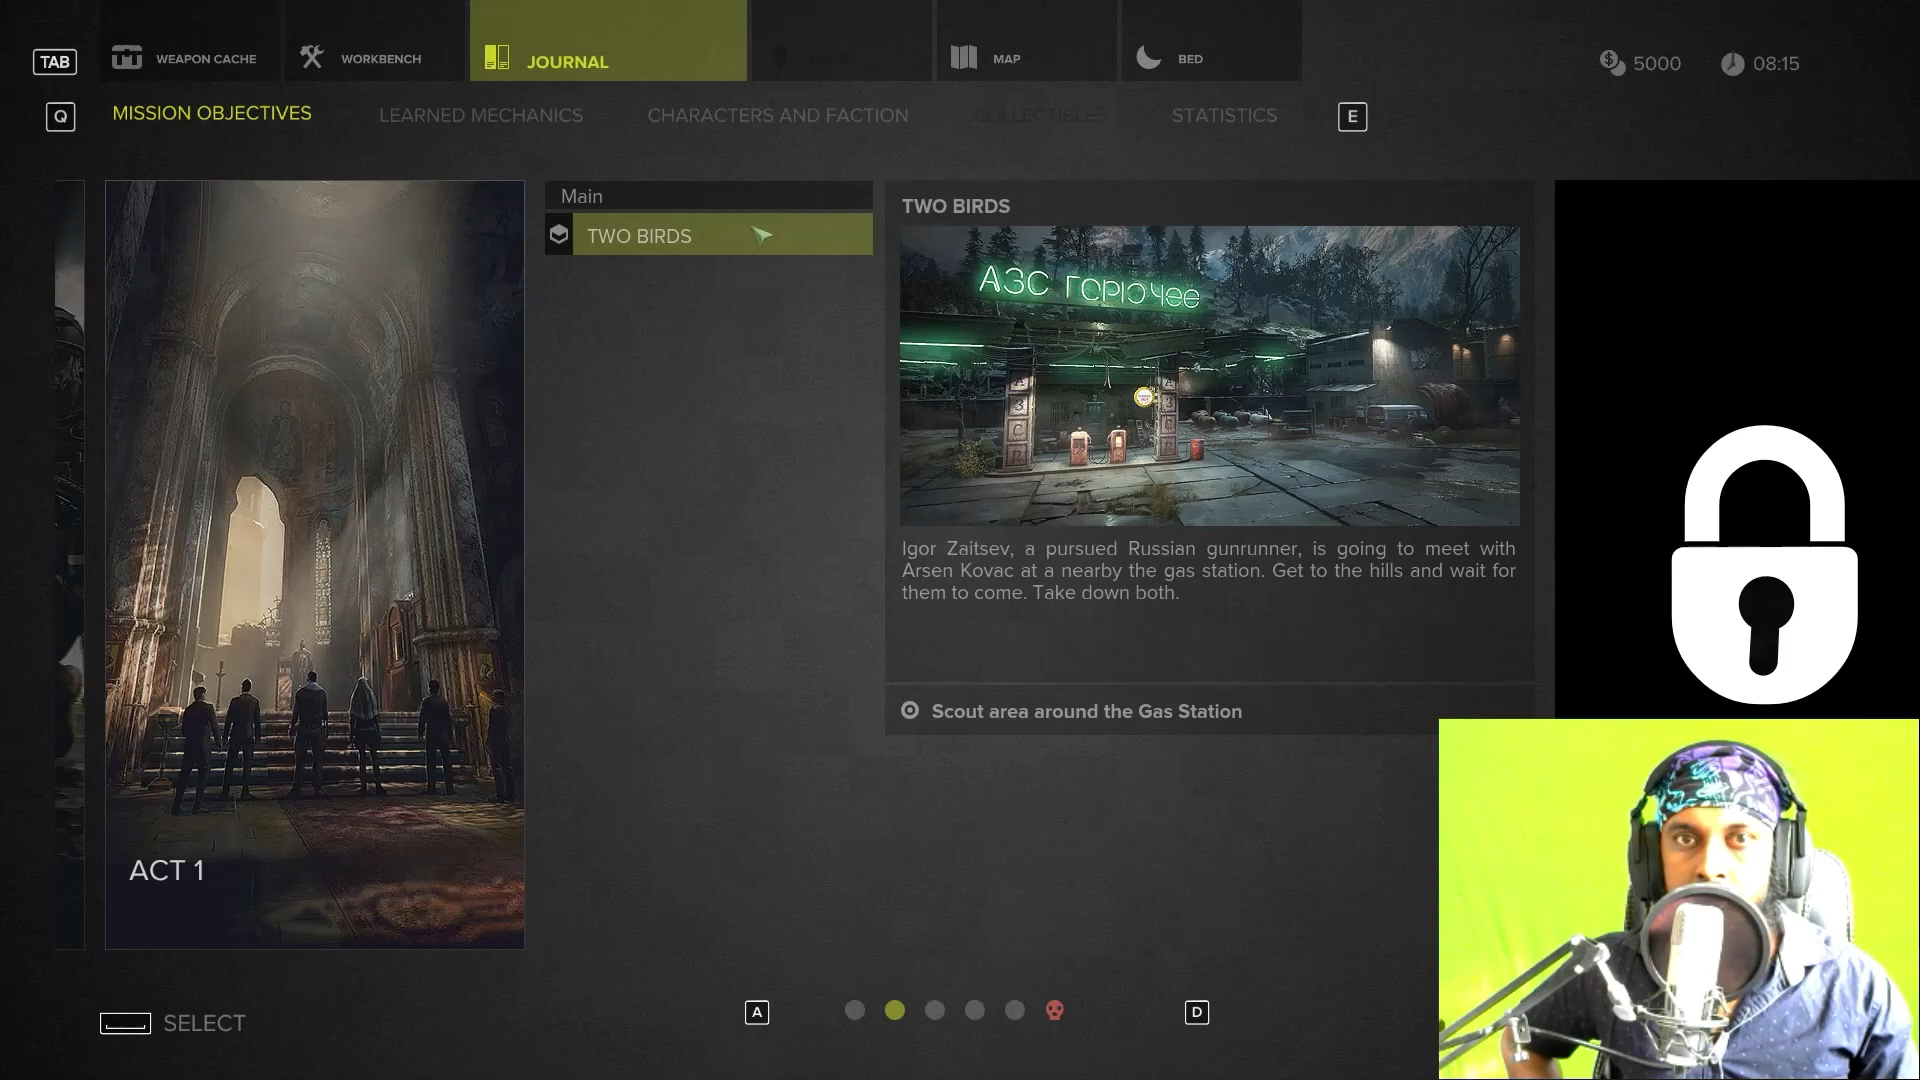 TAB
WEAPON CACHE
WORKBENCH
JOURNAL
MAP
BED
5000
08:15
Q
MISSION OBJECTIVES
LEARNED MECHANICS
CHARACTERS AND FACTION
COLLECTIBLES
STATISTICS
E
Main
TWO BIRDS
TWO BIRDS
АЗС ГОРЮЧЕЕ
Igor Zaitsev, a pursued Russian gunrunner, is going to meet with
Arsen Kovac at a nearby the gas station. Get to the hills and wait for
them to come. Take down both.
Scout area around the Gas Station
ACT 1
SELECT
A
D